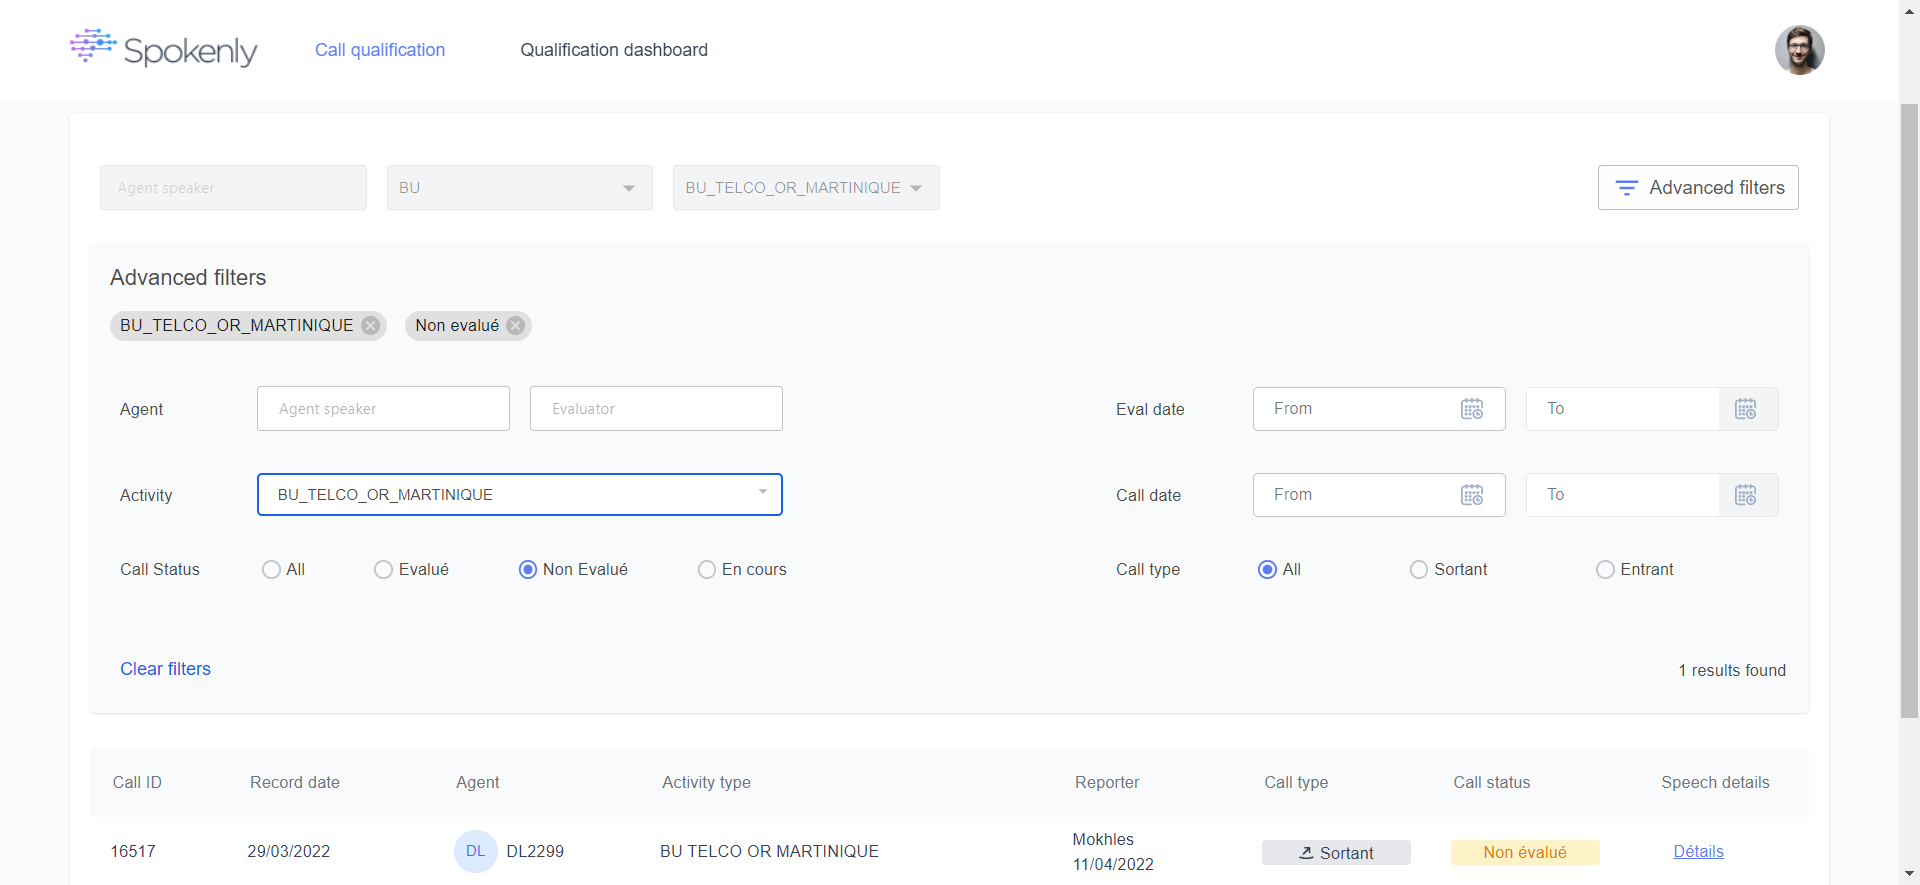 Spokenly
Call qualification
Qualification dashboard
Agent speaker
BU
BU_TELCO_OR_MARTINIQUE
Advanced filters
Advanced filters
BU_TELCO_OR_MARTINIQUE
Non evalué
Agent
Agent speaker
Evaluator
Eval date
From
To
Activity
BU_TELCO_OR_MARTINIQUE
Call date
From
To
Call Status
All
Evalué
Non Evalué
En cours
Call type
All
Sortant
Entrant
Clear filters
1 results found
Call ID
Record date
Agent
Activity type
Reporter
Call type
Call status
Speech details
16517
29/03/2022
DL
DL2299
BU TELCO OR MARTINIQUE
Mokhles
11/04/2022
Sortant
Non évalué
Détails